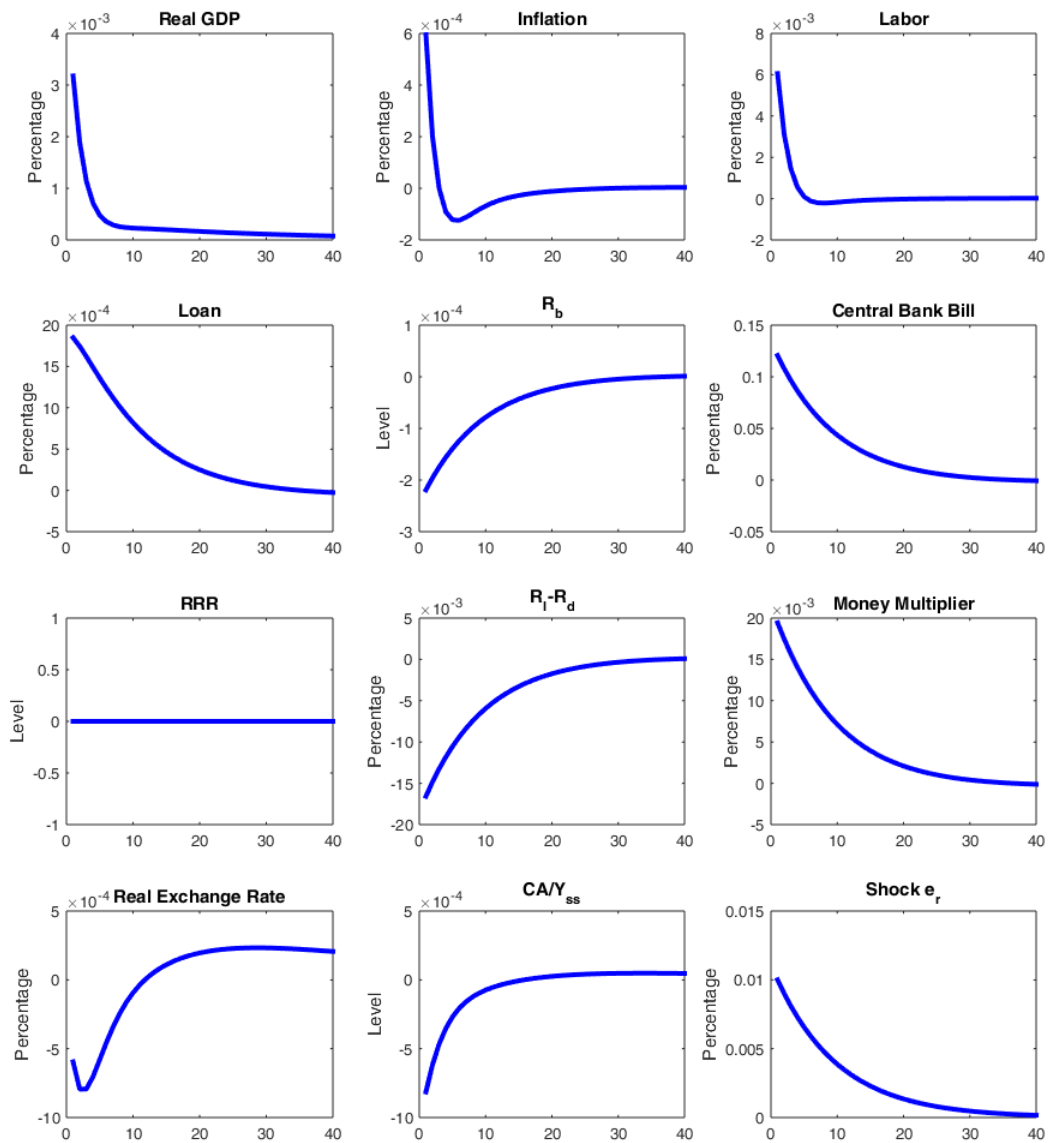 Real GDP
×10-3
Percentage
4
3
2
1
0
0 10 20 30 40
Inflation
×10-4
6
4
2
0
-2
0 10 20 30 40
Percentage
Labor
×10-3
8
6
4
2
0
-2
0 10 20 30 40
Percentage
Loan
×10-4
20
15
10
5
0
-5
0 10 20 30 40
Percentage
Rb
×10-4
1
0
-1
-2
-3
0 10 20 30 40
Level
Central Bank Bill
0.15
0.1
0.05
0
-0.05
0 10 20 30 40
Percentage
RRR
1
0.5
0
-0.5
-1
0 10 20 30 40
Level
Rl-Rd
×10-3
5
0
-5
-10
-15
-20
0 10 20 30 40
Percentage
Money Multiplier
×10-3
20
15
10
5
0
-5
0 10 20 30 40
Percentage
Real Exchange Rate
×10-4
5
0
-5
-10
0 10 20 30 40
Percentage
CA/Yss
×10-4
5
0
-5
-10
0 10 20 30 40
Level
Shock er
0.015
0.01
0.005
0
0 10 20 30 40
Percentage